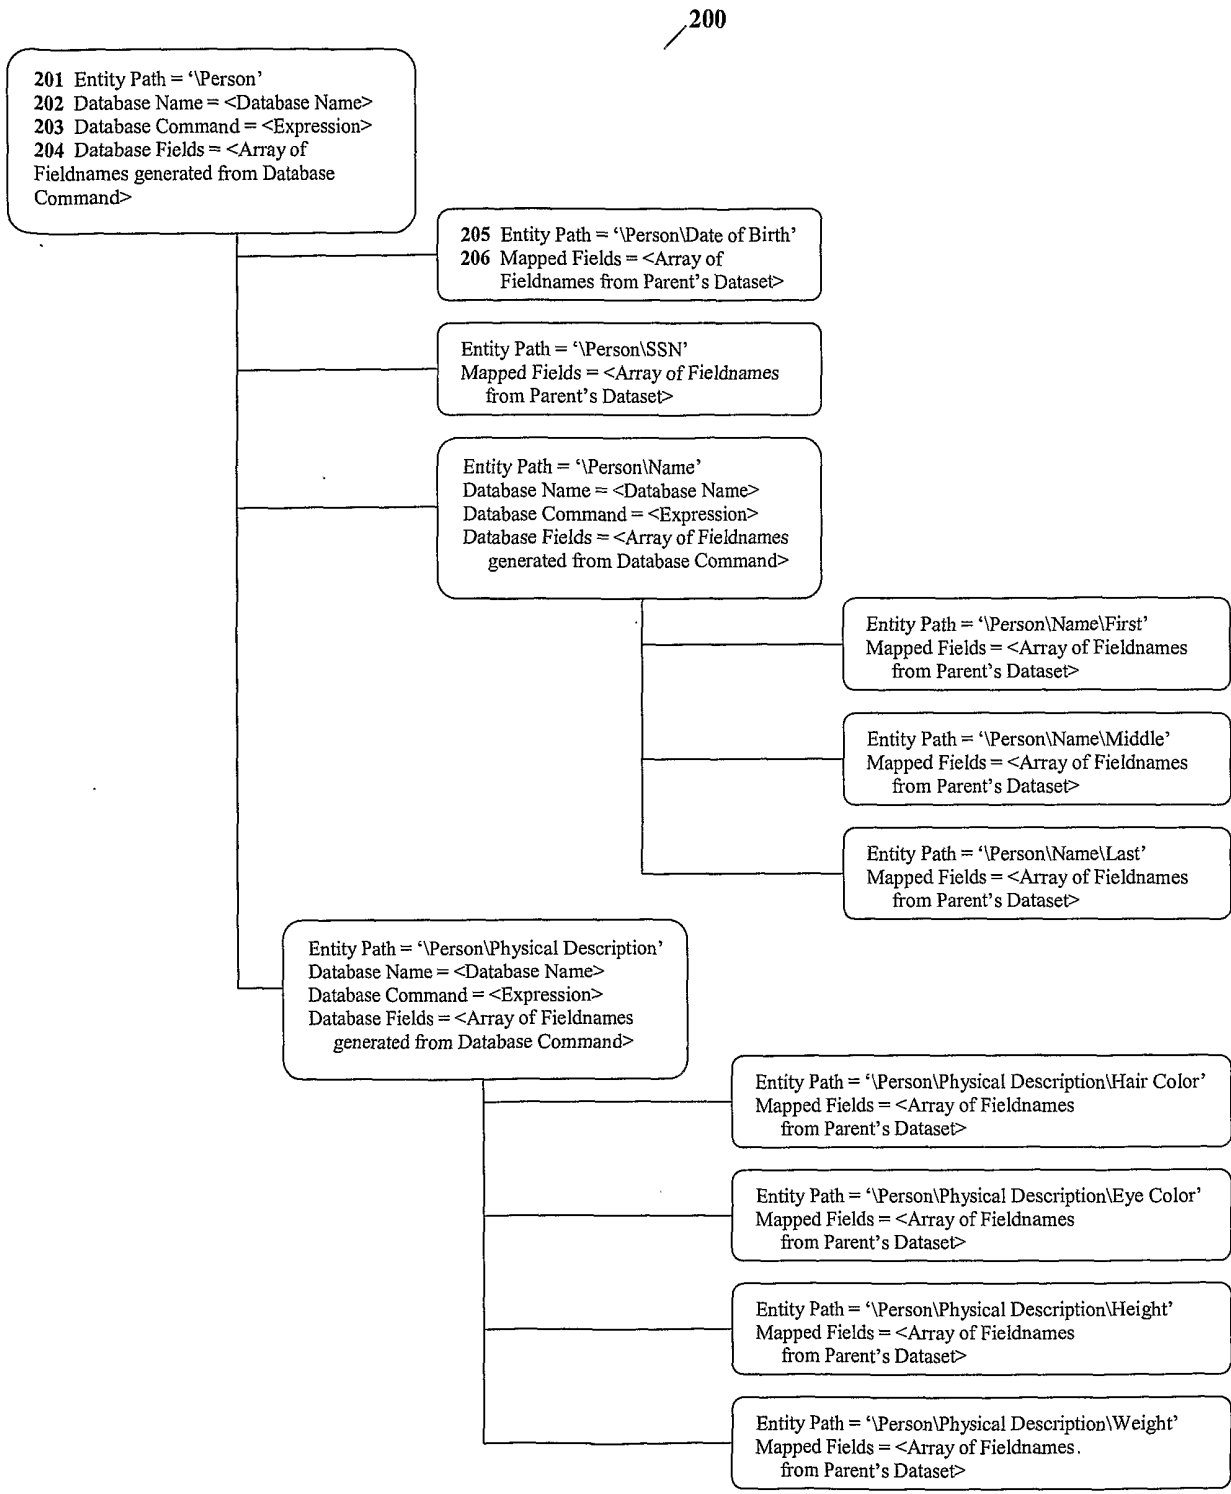 200
201 Entity Path = ‘\Person’
202 Database Name = <Database Name>
203 Database Command = <Expression>
204 Database Fields = <Array of
Fieldnames generated from Database
Command>
205 Entity Path = ‘\Person\Date of Birth’
206 Mapped Fields = <Array of
Fieldnames from Parent's Dataset>
Entity Path = ‘\Person\SSN’
Mapped Fields = <Array of Fieldnames
from Parent's Dataset>
Entity Path = ‘\Person\Name’
Database Name = <Database Name>
Database Command = <Expression>
Database Fields = <Array of Fieldnames
generated from Database Command>
Entity Path = ‘\Person\Name\First’
Mapped Fields = <Array of Fieldnames
from Parent's Dataset>
Entity Path = ‘\Person\Name\Middle’
Mapped Fields = <Array of Fieldnames
from Parent's Dataset>
Entity Path = ‘\Person\Name\Last’
Mapped Fields = <Array of Fieldnames
from Parent's Dataset>
Entity Path = ‘\Person\Physical Description’
Database Name = <Database Name>
Database Command = <Expression>
Database Fields = <Array of Fieldnames
generated from Database Command>
Entity Path = ‘\Person\Physical Description\Hair Color’
Mapped Fields = <Array of Fieldnames
from Parent's Dataset>
Entity Path = ‘\Person\Physical Description\Eye Color’
Mapped Fields = <Array of Fieldnames
from Parent's Dataset>
Entity Path = ‘\Person\Physical Description\Height’
Mapped Fields = <Array of Fieldnames
from Parent's Dataset>
Entity Path = ‘\Person\Physical Description\Weight’
Mapped Fields = <Array of Fieldnames
from Parent's Dataset>